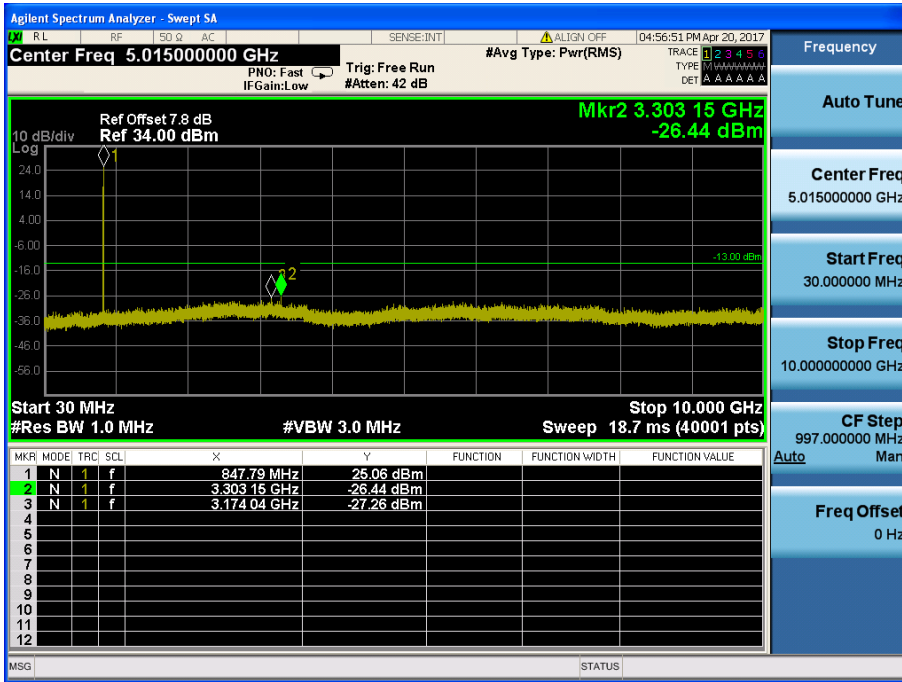 Agilent Spectrum Analyzer - Swept SA
LXI RL RF 50 Ω AC SENSE:INT ALIGN OFF 04:56:51 PM Apr 20, 2017
Center Freq 5.015000000 GHz
PNO: Fast
IFGain:Low
Trig: Free Run
#Atten: 42 dB
#Avg Type: Pwr(RMS)
TRACE 1 2 3 4 5 6
TYPE M
DET A A A A A A
Mkr2 3.303 15 GHz
-26.44 dBm
Ref Offset 7.8 dB
10 dB/div Ref 34.00 dBm
Log
1
24.0
14.0
4.00
-6.00
-13.00 dBm
-16.0
2
-26.0
-36.0
-46.0
-56.0
Start 30 MHz Stop 10.000 GHz
#Res BW 1.0 MHz #VBW 3.0 MHz Sweep 18.7 ms (40001 pts)
MKR MODE TRC SCL X Y FUNCTION FUNCTION WIDTH FUNCTION VALUE
1 N 1 f 847.79 MHz 25.06 dBm
2 N 1 f 3.303 15 GHz -26.44 dBm
3 N 1 f 3.174 04 GHz -27.26 dBm
4
5
6
7
8
9
10
11
12
MSG STATUS
Frequency
Auto Tune
Center Freq
5.015000000 GHz
Start Freq
30.000000 MHz
Stop Freq
10.000000000 GHz
CF Step
997.000000 MHz
Auto Man
Freq Offset
0 Hz